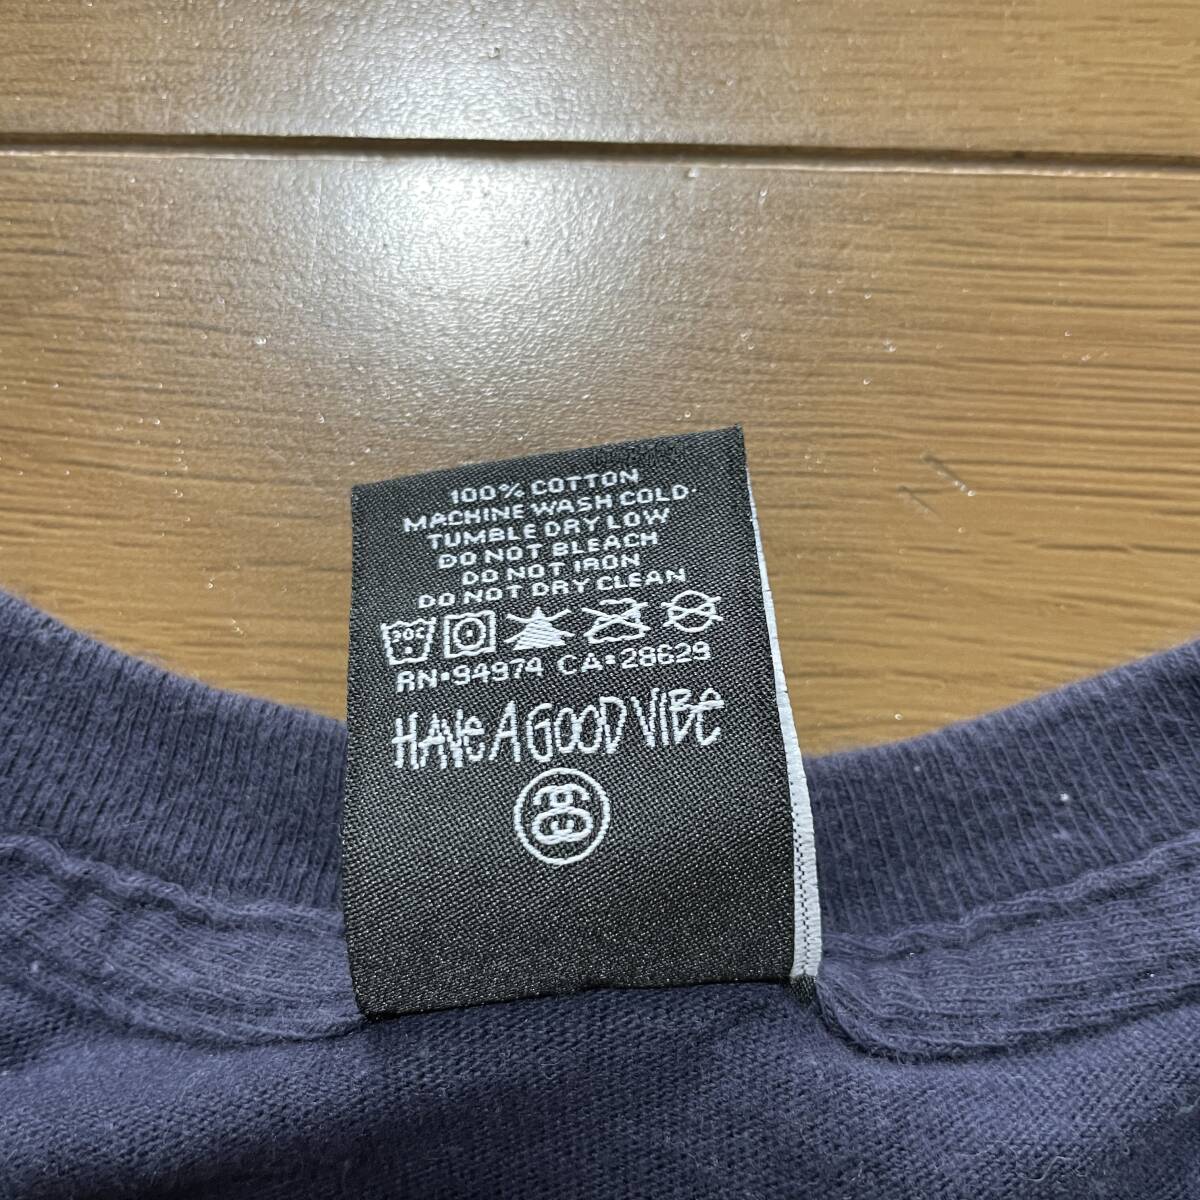 100% COTTON
MACHINE WASH COLD
TUMBLE DRY LOW
DO NOT BLEACH
DO NOT IRON
DO NOT DRY CLEAN
30C
RN•94974 CA•28629
HAVE A GOOD VIBE